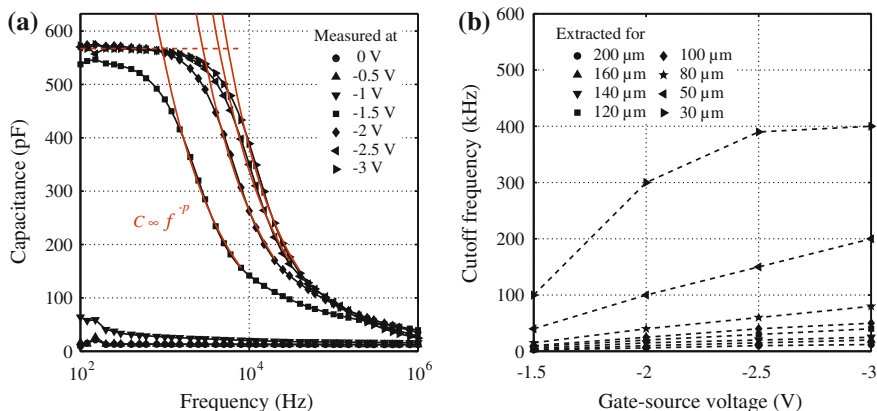 (a)
Capacitance (pF)
600
500
400
300
200
100
0
10^2
10^4
10^6
Frequency (Hz)
Measured at
0 V
-0.5 V
-1 V
-1.5 V
-2 V
-2.5 V
-3 V
C ∝ f^-p
(b)
Cutoff frequency (kHz)
600
500
400
300
200
100
0
-1.5
-2
-2.5
-3
Gate-source voltage (V)
Extracted for
200 µm
160 µm
140 µm
120 µm
100 µm
80 µm
50 µm
30 µm